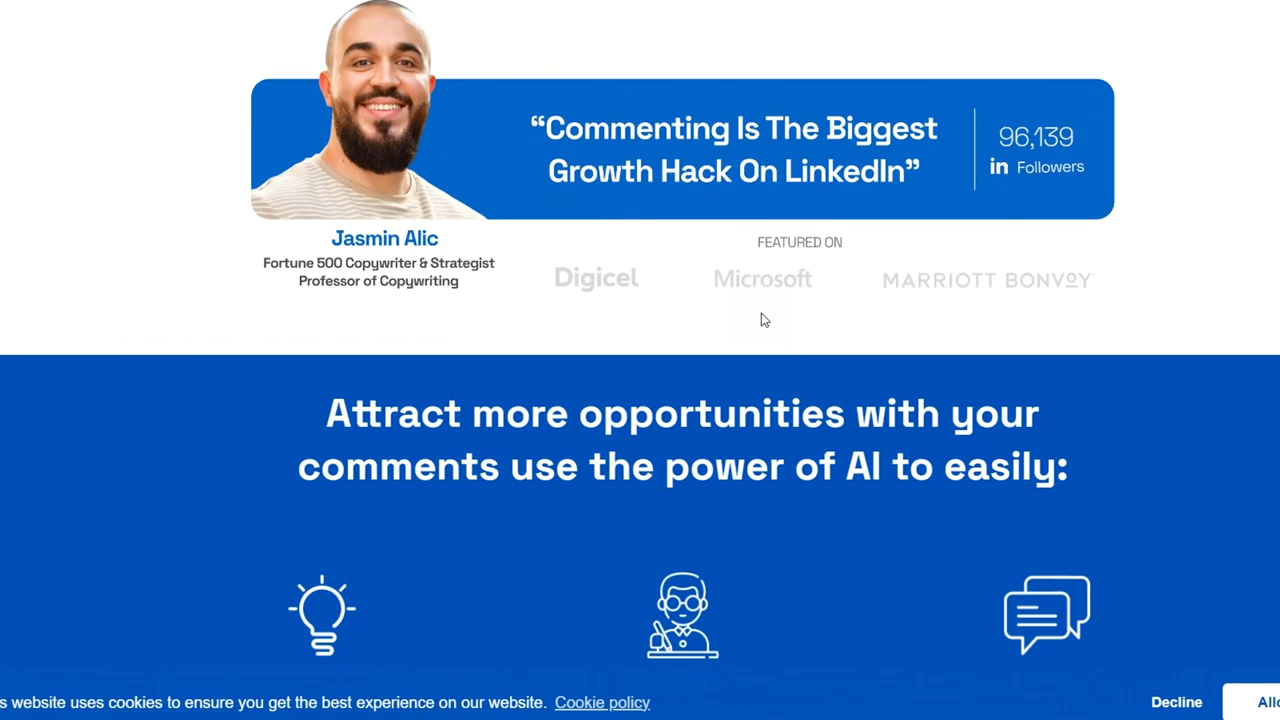 “Commenting Is The Biggest
Growth Hack On LinkedIn”
96,139
in Followers
Jasmin Alic
Fortune 500 Copywriter & Strategist
Professor of Copywriting
FEATURED ON
Digicel
Microsoft
MARRIOTT BONVOY
Attract more opportunities with your
comments use the power of AI to easily:
s website uses cookies to ensure you get the best experience on our website. Cookie policy
Decline
Allo